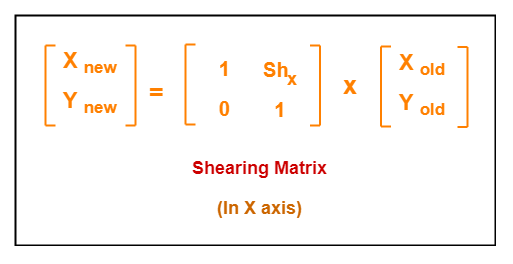 X new = 1 Shx x X old
Y new 0 1 Y old
Shearing Matrix
(In X axis)